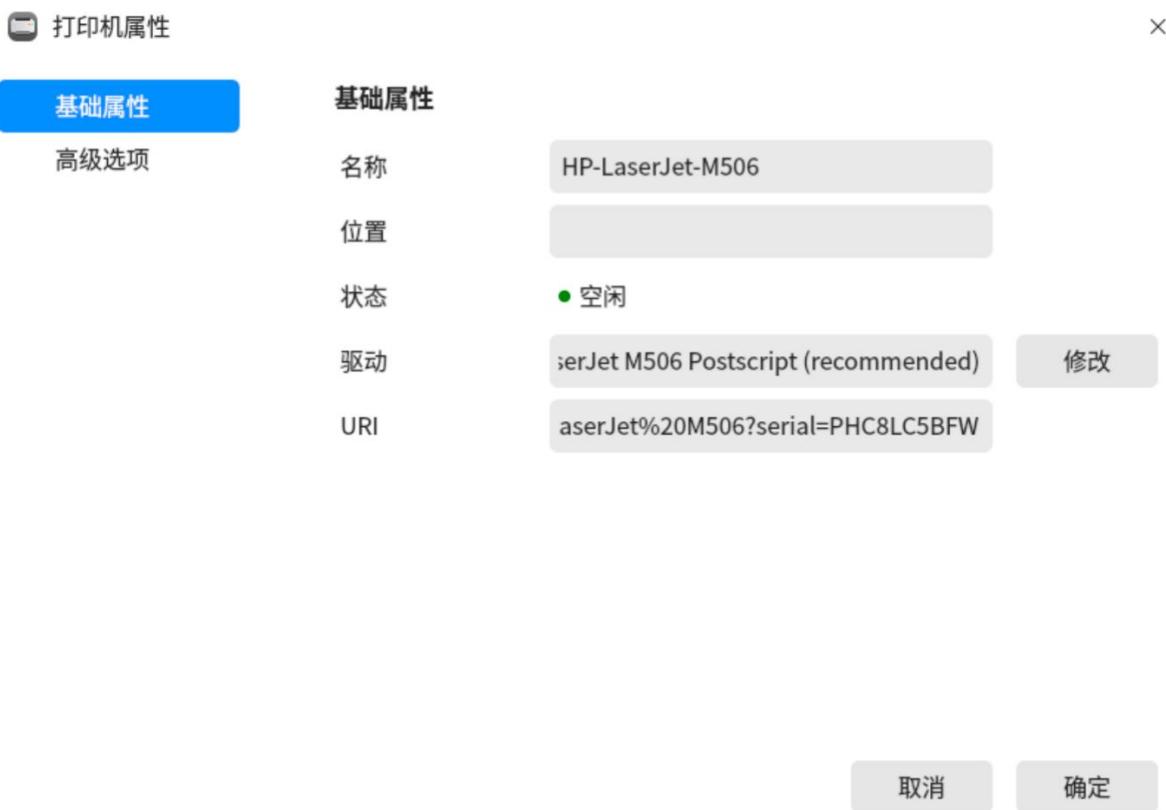 打印机属性
基础属性
高级选项
基础属性
名称 HP-LaserJet-M506
位置
状态 空闲
驱动 serJet M506 Postscript (recommended) 修改
URI aserJet%20M506?serial=PHC8LC5BFW
取消 确定